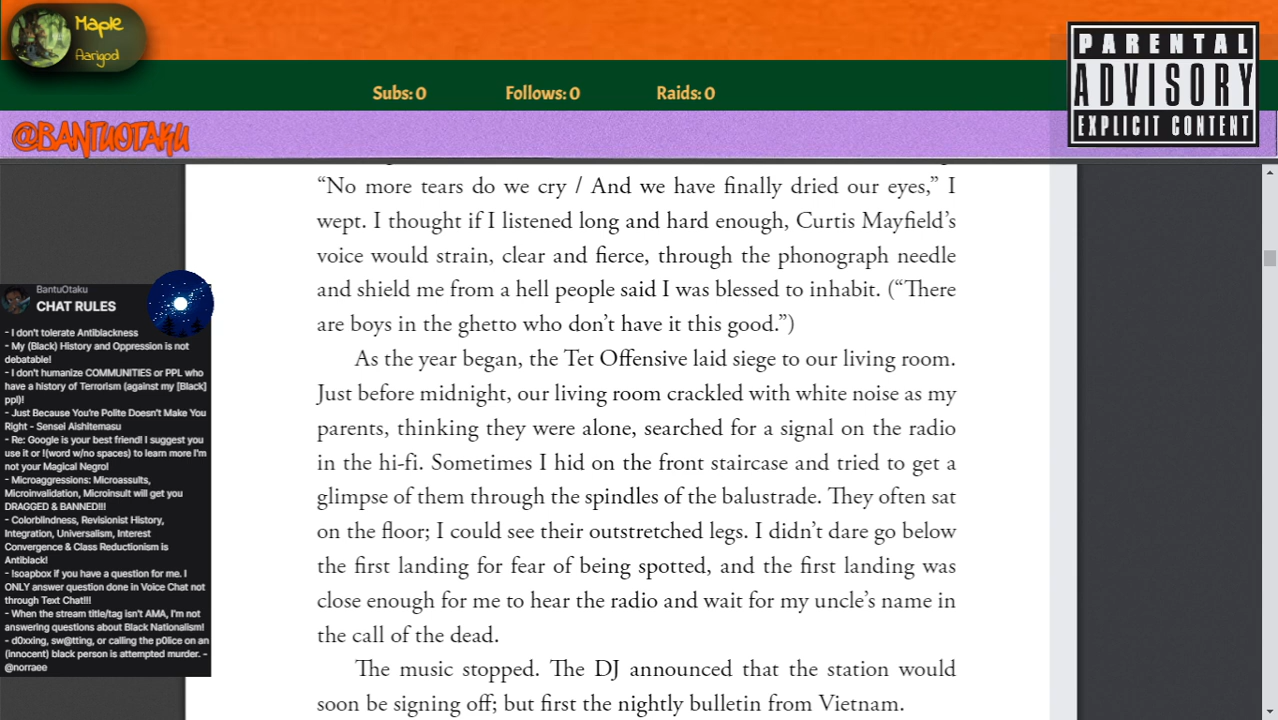 Maple
Aarigod
PARENTAL
ADVISORY
EXPLICIT CONTENT
Subs: 0 Follows: 0 Raids: 0
@BANTUOTAKU
“No more tears do we cry / And we have finally dried our eyes,” I
wept. I thought if I listened long and hard enough, Curtis Mayfield’s
voice would strain, clear and fierce, through the phonograph needle
and shield me from a hell people said I was blessed to inhabit. (“There
are boys in the ghetto who don’t have it this good.”)
As the year began, the Tet Offensive laid siege to our living room.
Just before midnight, our living room crackled with white noise as my
parents, thinking they were alone, searched for a signal on the radio
in the hi-fi. Sometimes I hid on the front staircase and tried to get a
glimpse of them through the spindles of the balustrade. They often sat
on the floor; I could see their outstretched legs. I didn’t dare go below
the first landing for fear of being spotted, and the first landing was
close enough for me to hear the radio and wait for my uncle’s name in
the call of the dead.
The music stopped. The DJ announced that the station would
soon be signing off; but first the nightly bulletin from Vietnam.
BantuOtaku
CHAT RULES
- I don't tolerate Antiblackness
- My (Black) History and Oppression is not
debatable!
- I don't humanize COMMUNITIES or PPL who
have a history of Terrorism (against my [Black]
ppl)!
- Just Because You're Polite Doesn't Make You
Right - Sensei Aishitemasu
- Re: Google is your best friend! I suggest you
use it or !(word w/no spaces) to learn more I'm
not your Magical Negro!
- Microaggressions: Microassults,
Microinvalidation, Microinsult will get you
DRAGGED & BANNED!!!
- Colorblindness, Revisionist History,
Integration, Universalism, Interest
Convergence & Class Reductionism is
Antiblack!
- !soapbox if you have a question for me. I
ONLY answer question done in Voice Chat not
through Text Chat!!!
- When the stream title/tag isn't AMA, I'm not
answering questions about Black Nationalism!
- d0xxing, sw@tting, or calling the p0lice on an
(innocent) black person is attempted murder. -
@norraee